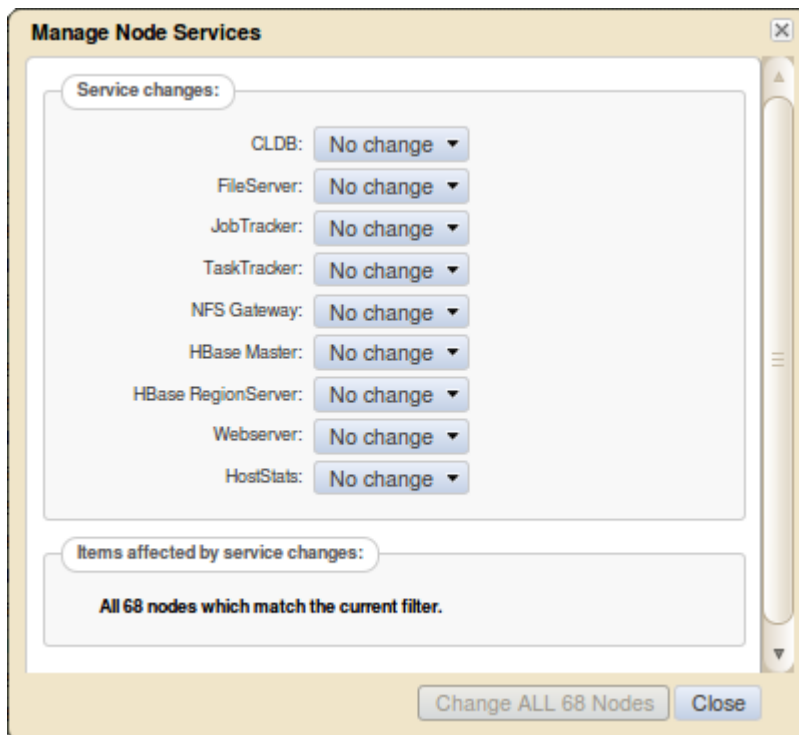 Manage Node Services
Service changes:
CLDB: No change
FileServer: No change
JobTracker: No change
TaskTracker: No change
NFS Gateway: No change
HBase Master: No change
HBase RegionServer: No change
Webserver: No change
HostStats: No change
Items affected by service changes:
All 68 nodes which match the current filter.
Change ALL 68 Nodes Close